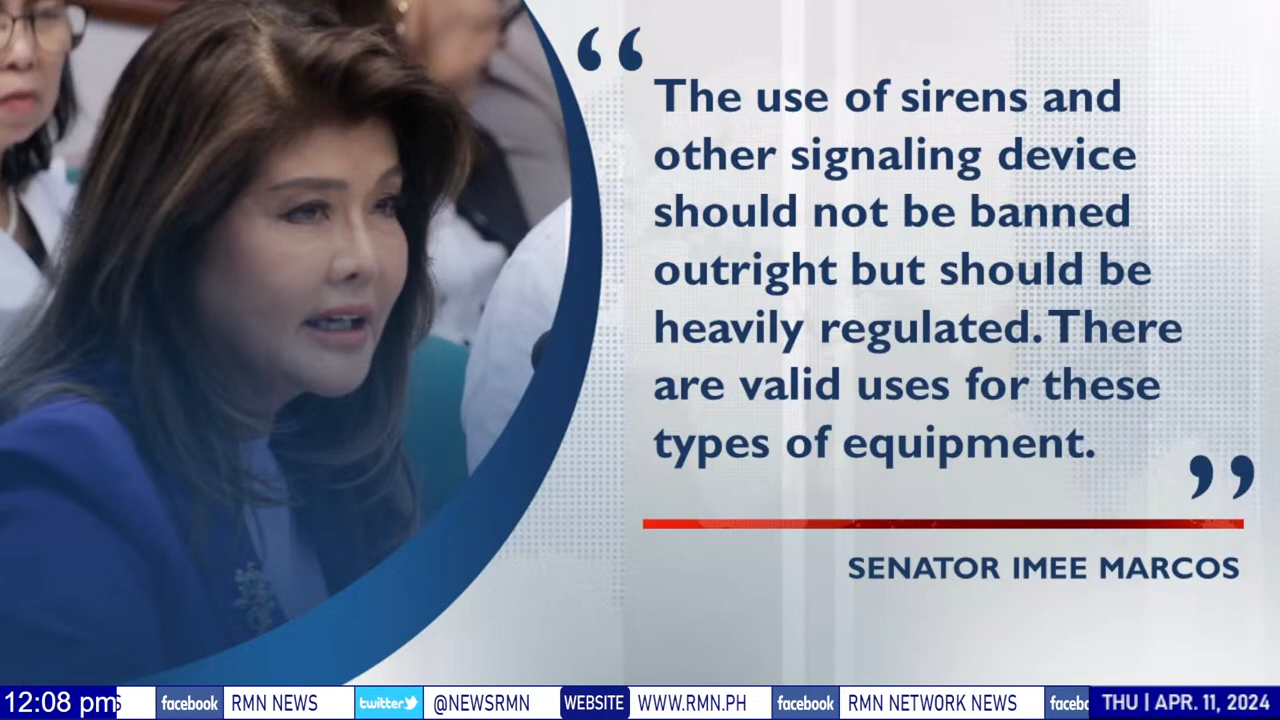 “
The use of sirens and
other signaling device
should not be banned
outright but should be
heavily regulated. There
are valid uses for these
types of equipment.
”
SENATOR IMEE MARCOS
12:08 pm facebook RMN NEWS twitter @NEWSRMN WEBSITE WWW.RMN.PH facebook RMN NETWORK NEWS THU | APR. 11, 2024